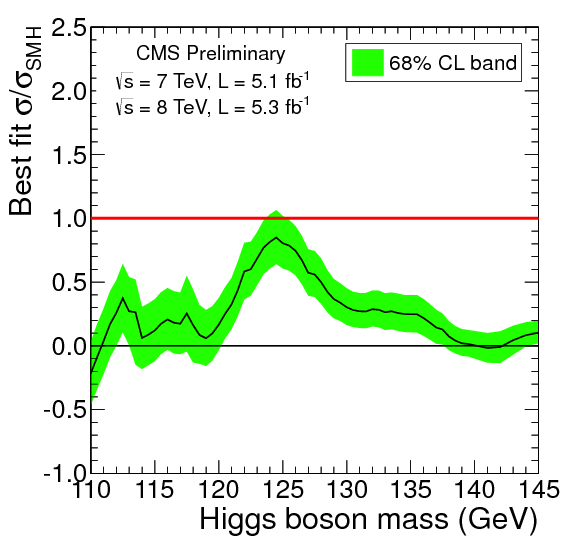 Best fit σ/σSMH
CMS Preliminary
√s = 7 TeV, L = 5.1 fb-1
√s = 8 TeV, L = 5.3 fb-1
68% CL band
2.5
2.0
1.5
1.0
0.5
0.0
-0.5
-1.0
110 115 120 125 130 135 140 145
Higgs boson mass (GeV)